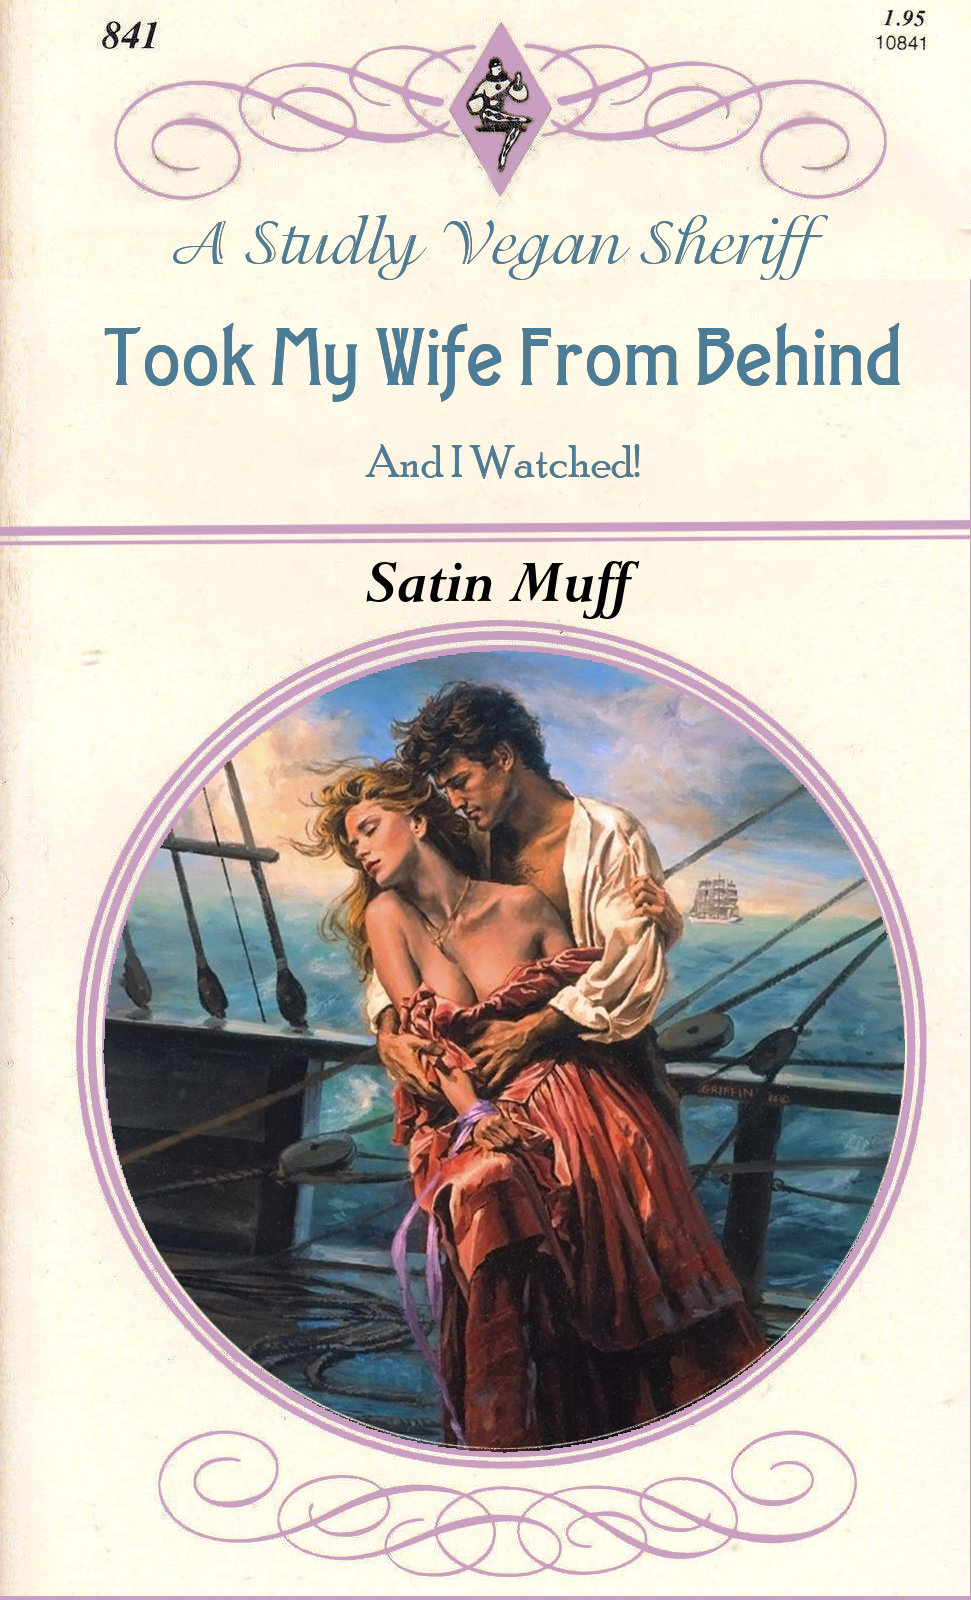 841
1.95
10841
A Studly Vegan Sheriff
Took My Wife From Behind
And I Watched!
Satin Muff
GRIFFIN